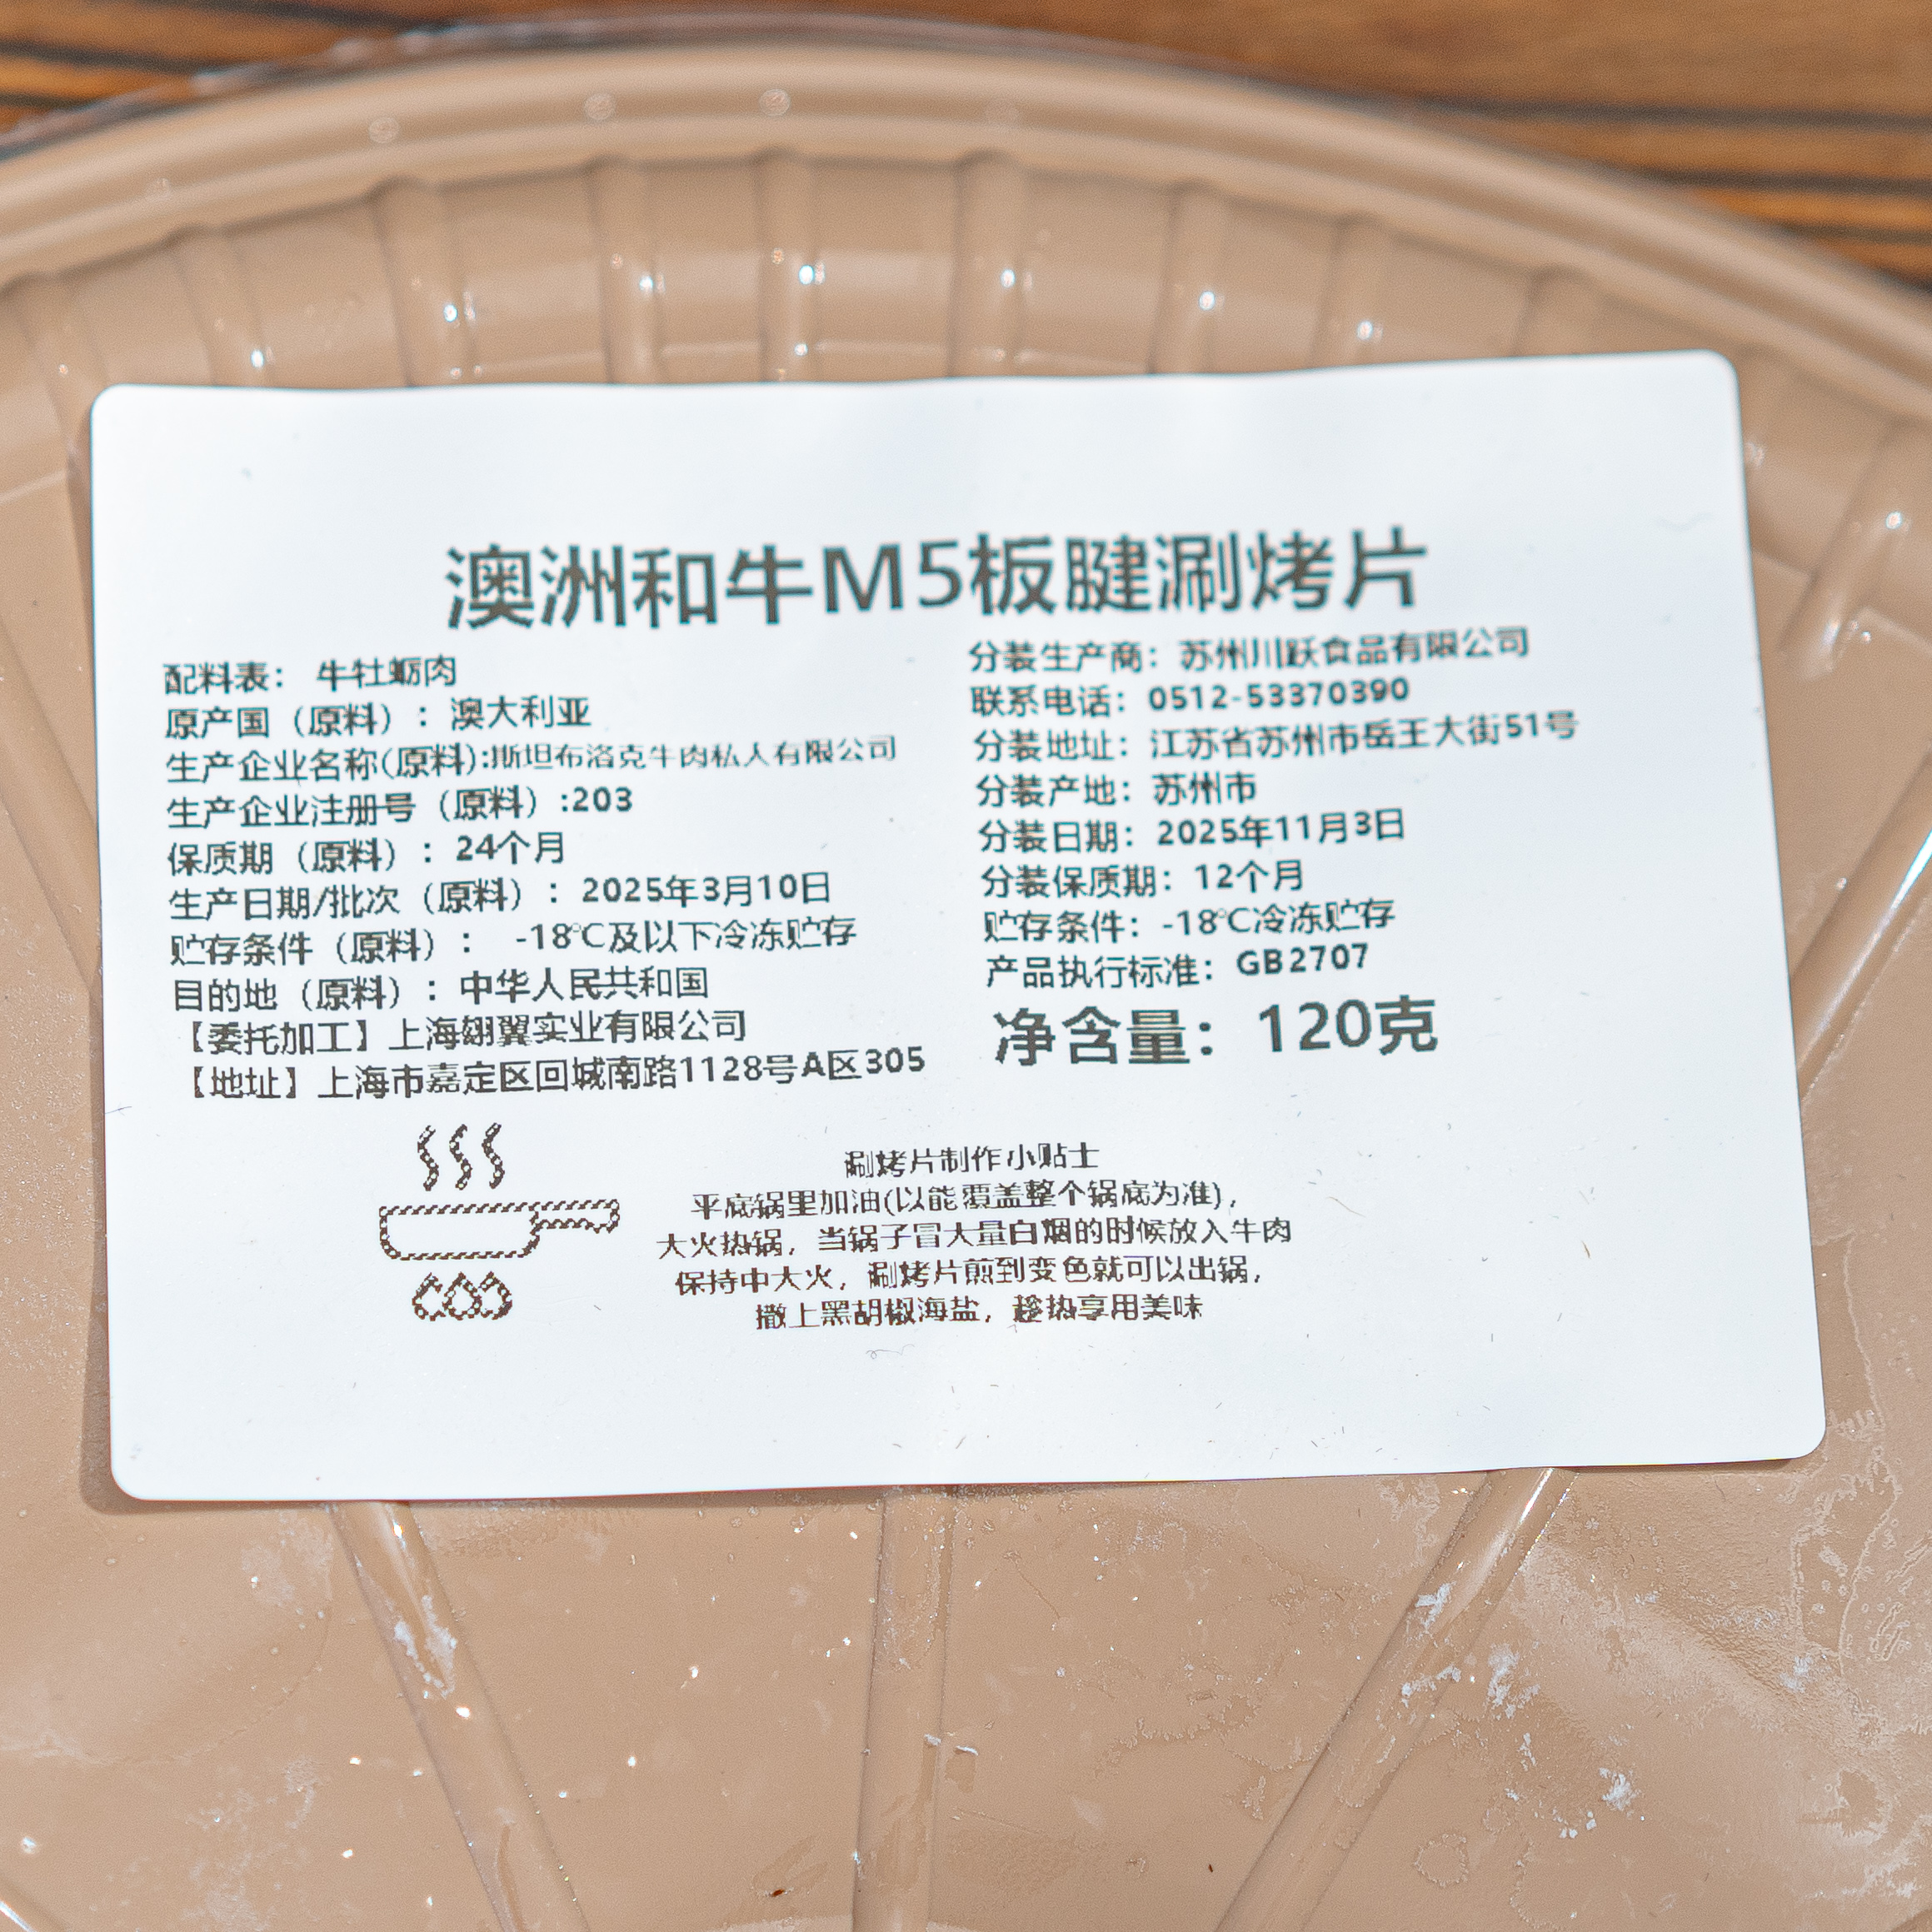 澳洲和牛M5板腱涮烤片
配料表： 牛牡蛎肉
原产国（原料）：澳大利亚
生产企业名称(原料):斯坦布洛克牛肉私人有限公司
生产企业注册号（原料）:203
保质期（原料）：24个月
生产日期/批次（原料）：2025年3月10日
贮存条件（原料）： -18℃及以下冷冻贮存
目的地（原料）：中华人民共和国
【委托加工】上海翃翼实业有限公司
【地址】上海市嘉定区回城南路1128号A区305
分装生产商：苏州川跃食品有限公司
联系电话：0512-53370390
分装地址：江苏省苏州市岳王大街51号
分装产地：苏州市
分装日期：2025年11月3日
分装保质期：12个月
贮存条件：-18℃冷冻贮存
产品执行标准：GB2707
净含量：120克
涮烤片制作小贴士
平底锅里加油(以能覆盖整个锅底为准)，
大火热锅，当锅子冒大量白烟的时候放入牛肉
保持中大火，涮烤片煎到变色就可以出锅，
撒上黑胡椒海盐，趁热享用美味